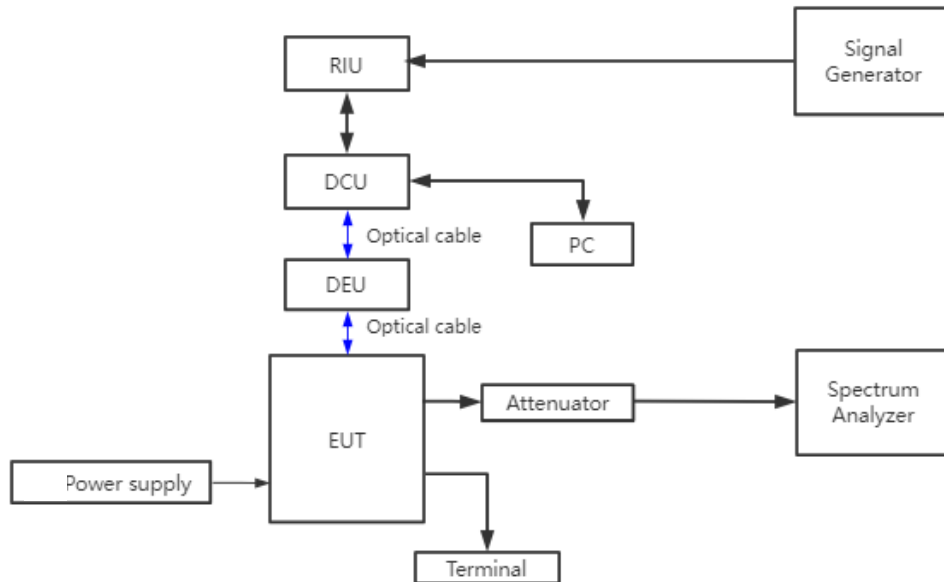 RIU
Signal
Generator
DCU
Optical cable
PC
DEU
Optical cable
EUT
Attenuator
Spectrum
Analyzer
Power supply
Terminal